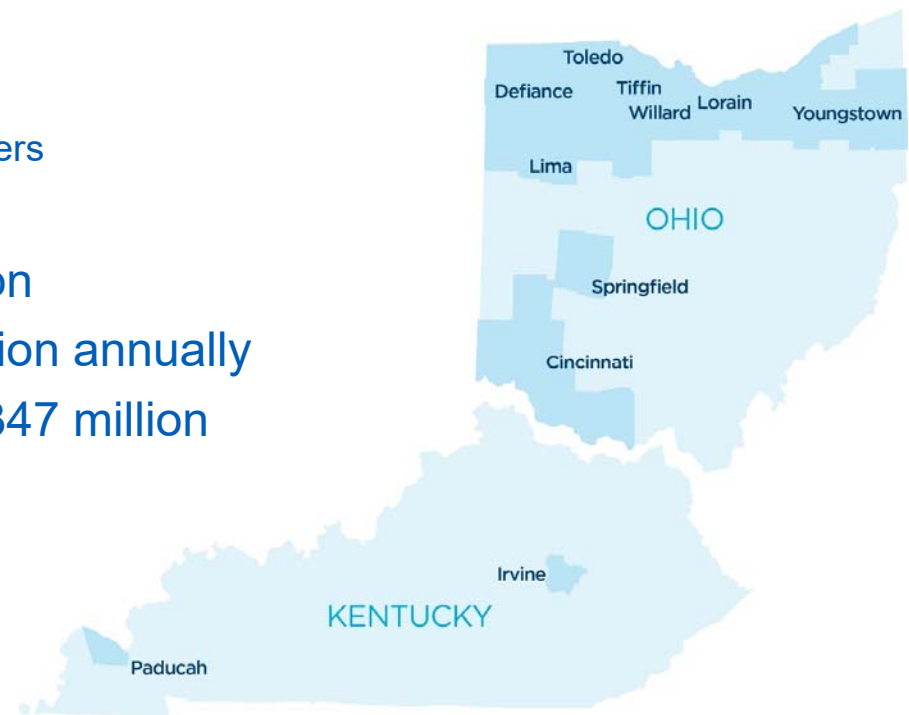 ers
on
ion annually
347 million
Toledo
Defiance
Tiffin
Willard
Lorain
Youngstown
Lima
OHIO
Springfield
Cincinnati
Irvine
KENTUCKY
Paducah